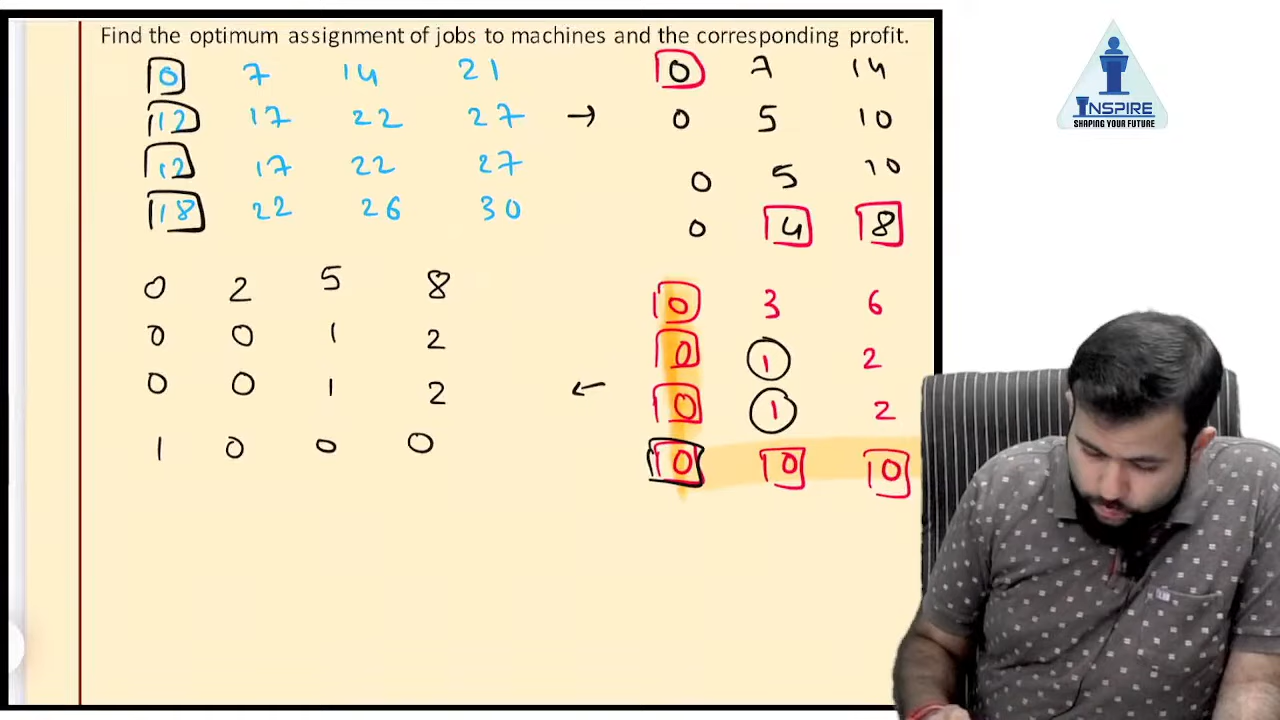 Find the optimum assignment of jobs to machines and the corresponding profit.
0 7 14 21
12 17 22 27 →
12 17 22 27
18 22 26 30
0 7 14
0 5 10
0 5 10
0 4 8
0 2 5 8
0 0 1 2
0 0 1 2 ←
1 0 0 0
0 3 6
0 1 2
0 1 2
0 0 0
INSPIRE
SHAPING YOUR FUTURE